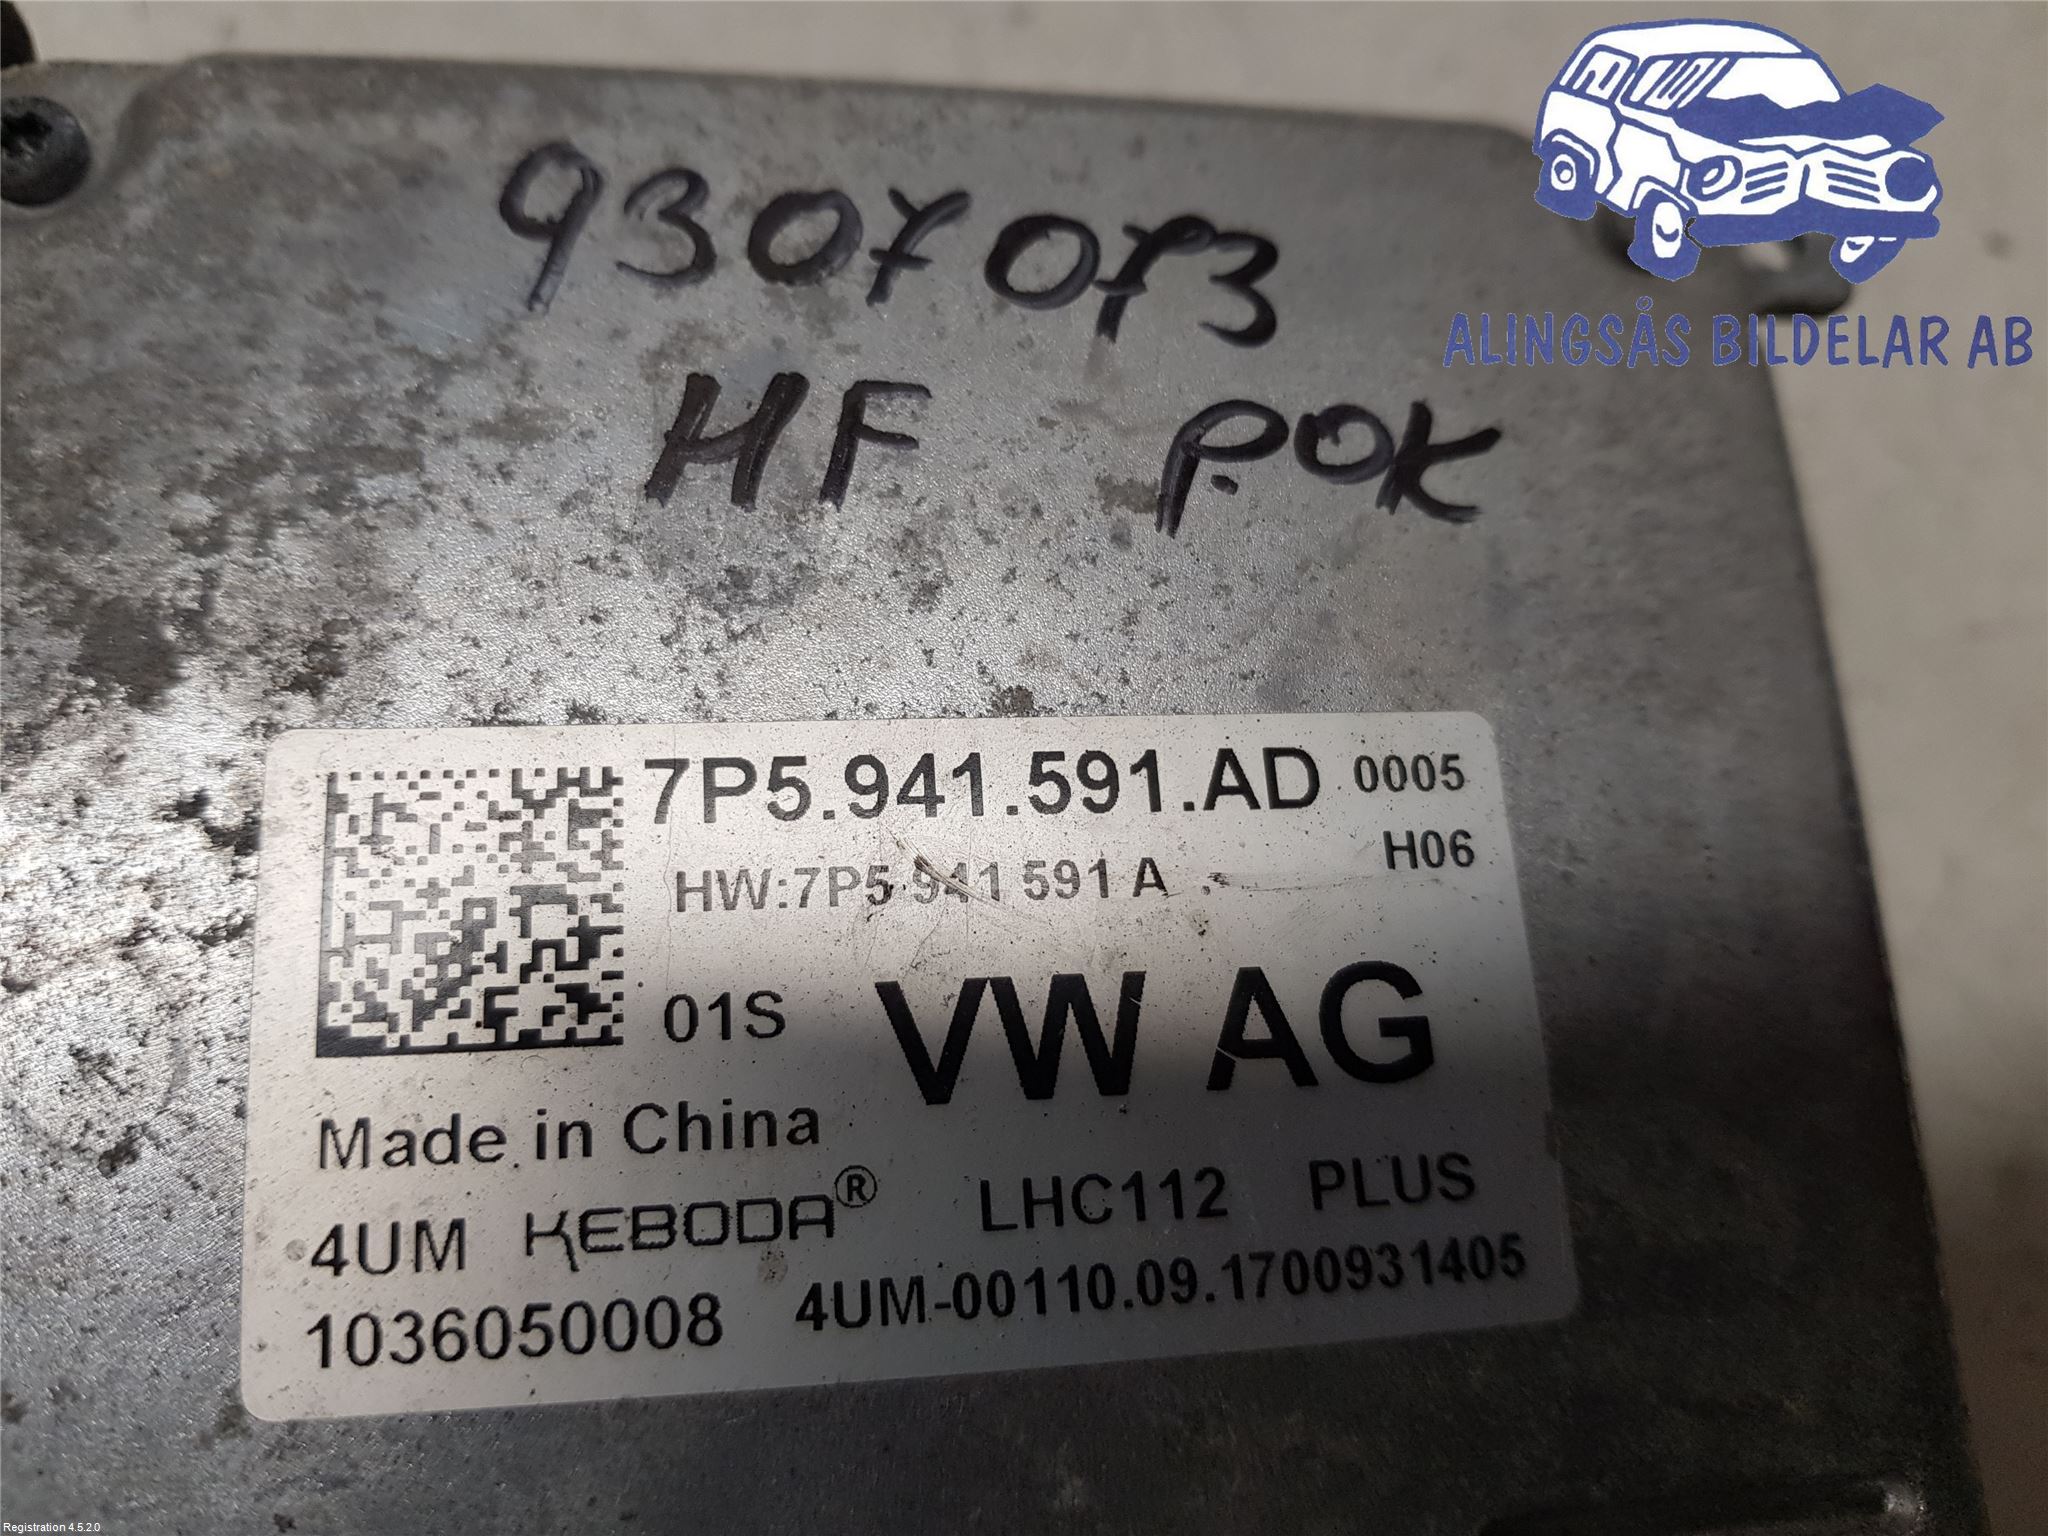 9307073
HF P.OK
ALINGSÅS BILDELAR AB
7P5.941.591.AD 0005
HW:7P5 941 591 A H06
01S VW AG
Made in China
4UM KEBODA® LHC112 PLUS
1036050008 4UM-00110.09.1700931405
Registration 4.5.2.0